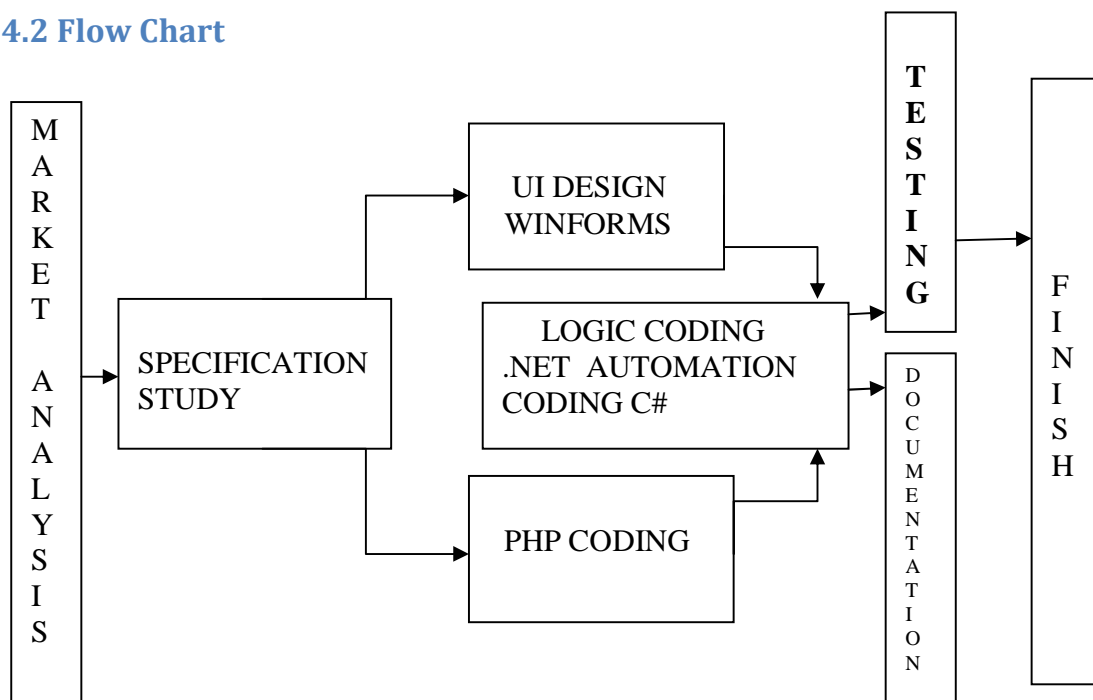 4.2 Flow Chart
MARKET ANALYSIS
SPECIFICATION
STUDY
UI DESIGN
WINFORMS
LOGIC CODING
.NET AUTOMATION
CODING C#
PHP CODING
TESTING
DOCUMENTATION
FINISH